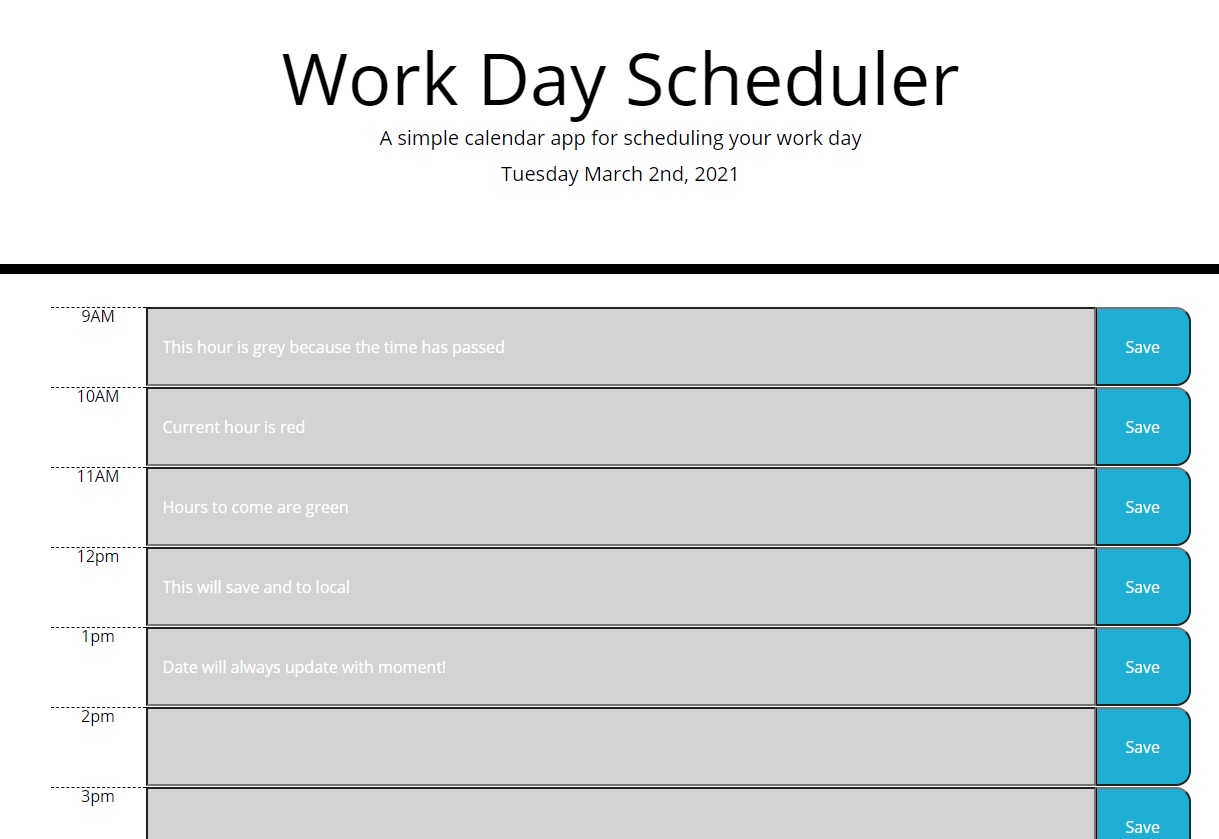 Work Day Scheduler
A simple calendar app for scheduling your work day
Tuesday March 2nd, 2021
9AM
This hour is grey because the time has passed
Save
10AM
Current hour is red
Save
11AM
Hours to come are green
Save
12pm
This will save and to local
Save
1pm
Date will always update with moment!
Save
2pm
Save
3pm
Save